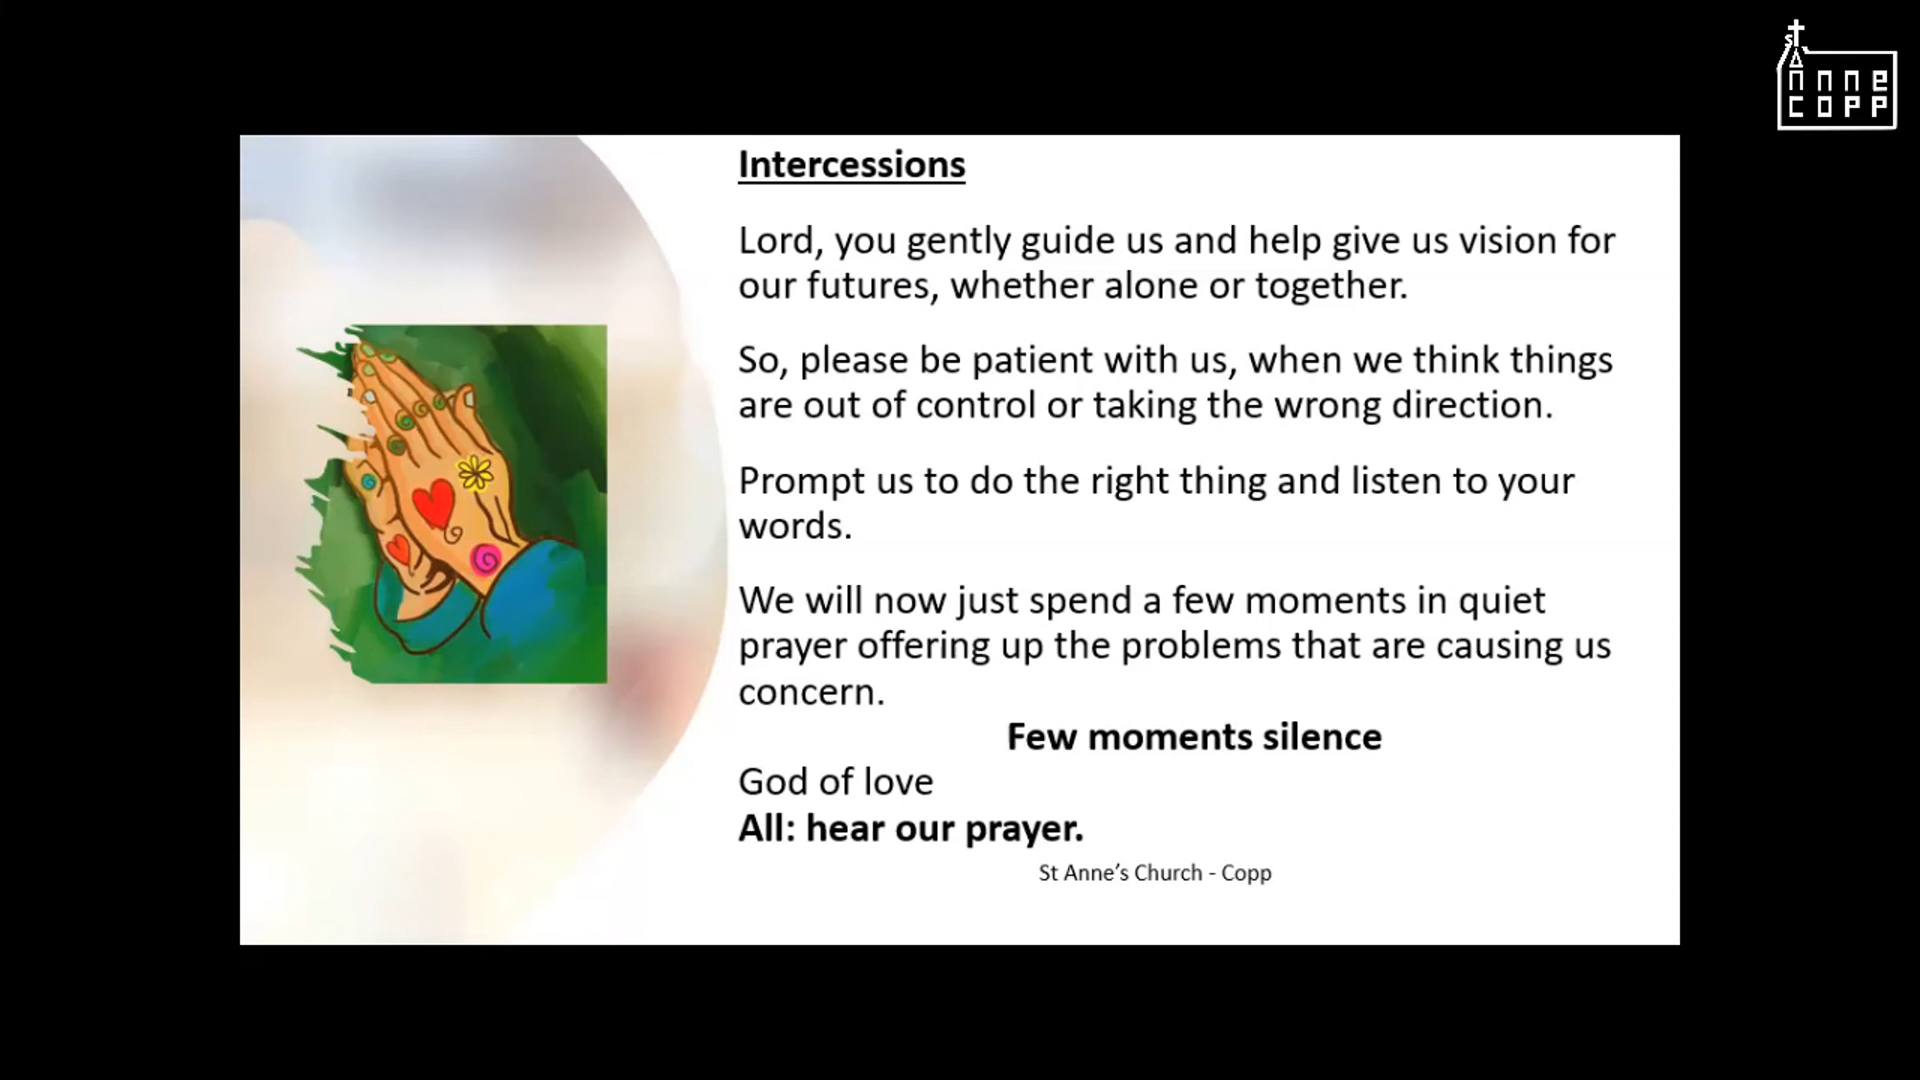 st
Anne
COPP
Intercessions
Lord, you gently guide us and help give us vision for
our futures, whether alone or together.
So, please be patient with us, when we think things
are out of control or taking the wrong direction.
Prompt us to do the right thing and listen to your
words.
We will now just spend a few moments in quiet
prayer offering up the problems that are causing us
concern.
Few moments silence
God of love
All: hear our prayer.
St Anne’s Church - Copp